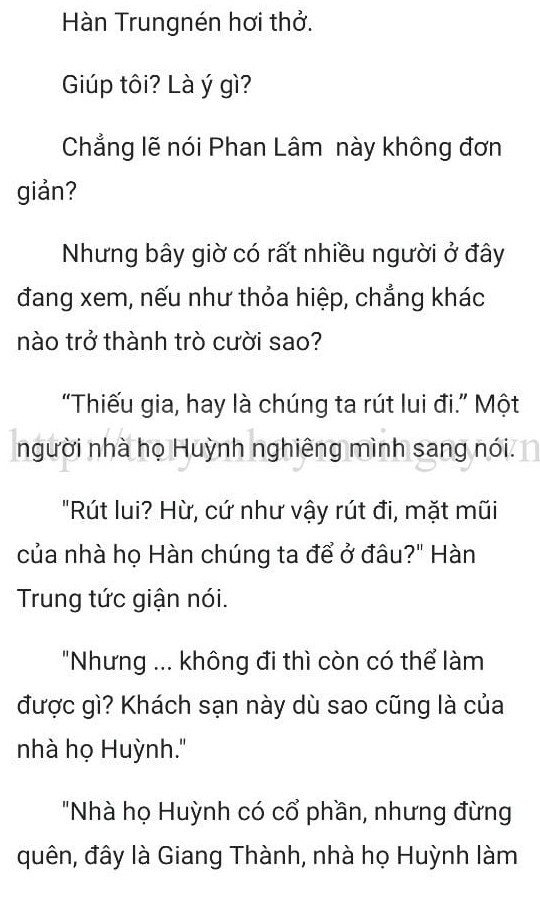 Hàn Trungnén hơi thở.
Giúp tôi? Là ý gì?
Chẳng lẽ nói Phan Lâm này không đơn
giản?
Nhưng bây giờ có rất nhiều người ở đây
đang xem, nếu như thỏa hiệp, chẳng khác
nào trở thành trò cười sao?
“Thiếu gia, hay là chúng ta rút lui đi.” Một
http://truyenhaymoingay.vn
người nhà họ Huỳnh nghiêng mình sang nói.
"Rút lui? Hừ, cứ như vậy rút đi, mặt mũi
của nhà họ Hàn chúng ta để ở đâu?" Hàn
Trung tức giận nói.
"Nhưng ... không đi thì còn có thể làm
được gì? Khách sạn này dù sao cũng là của
nhà họ Huỳnh."
"Nhà họ Huỳnh có cổ phần, nhưng đừng
quên, đây là Giang Thành, nhà họ Huỳnh làm